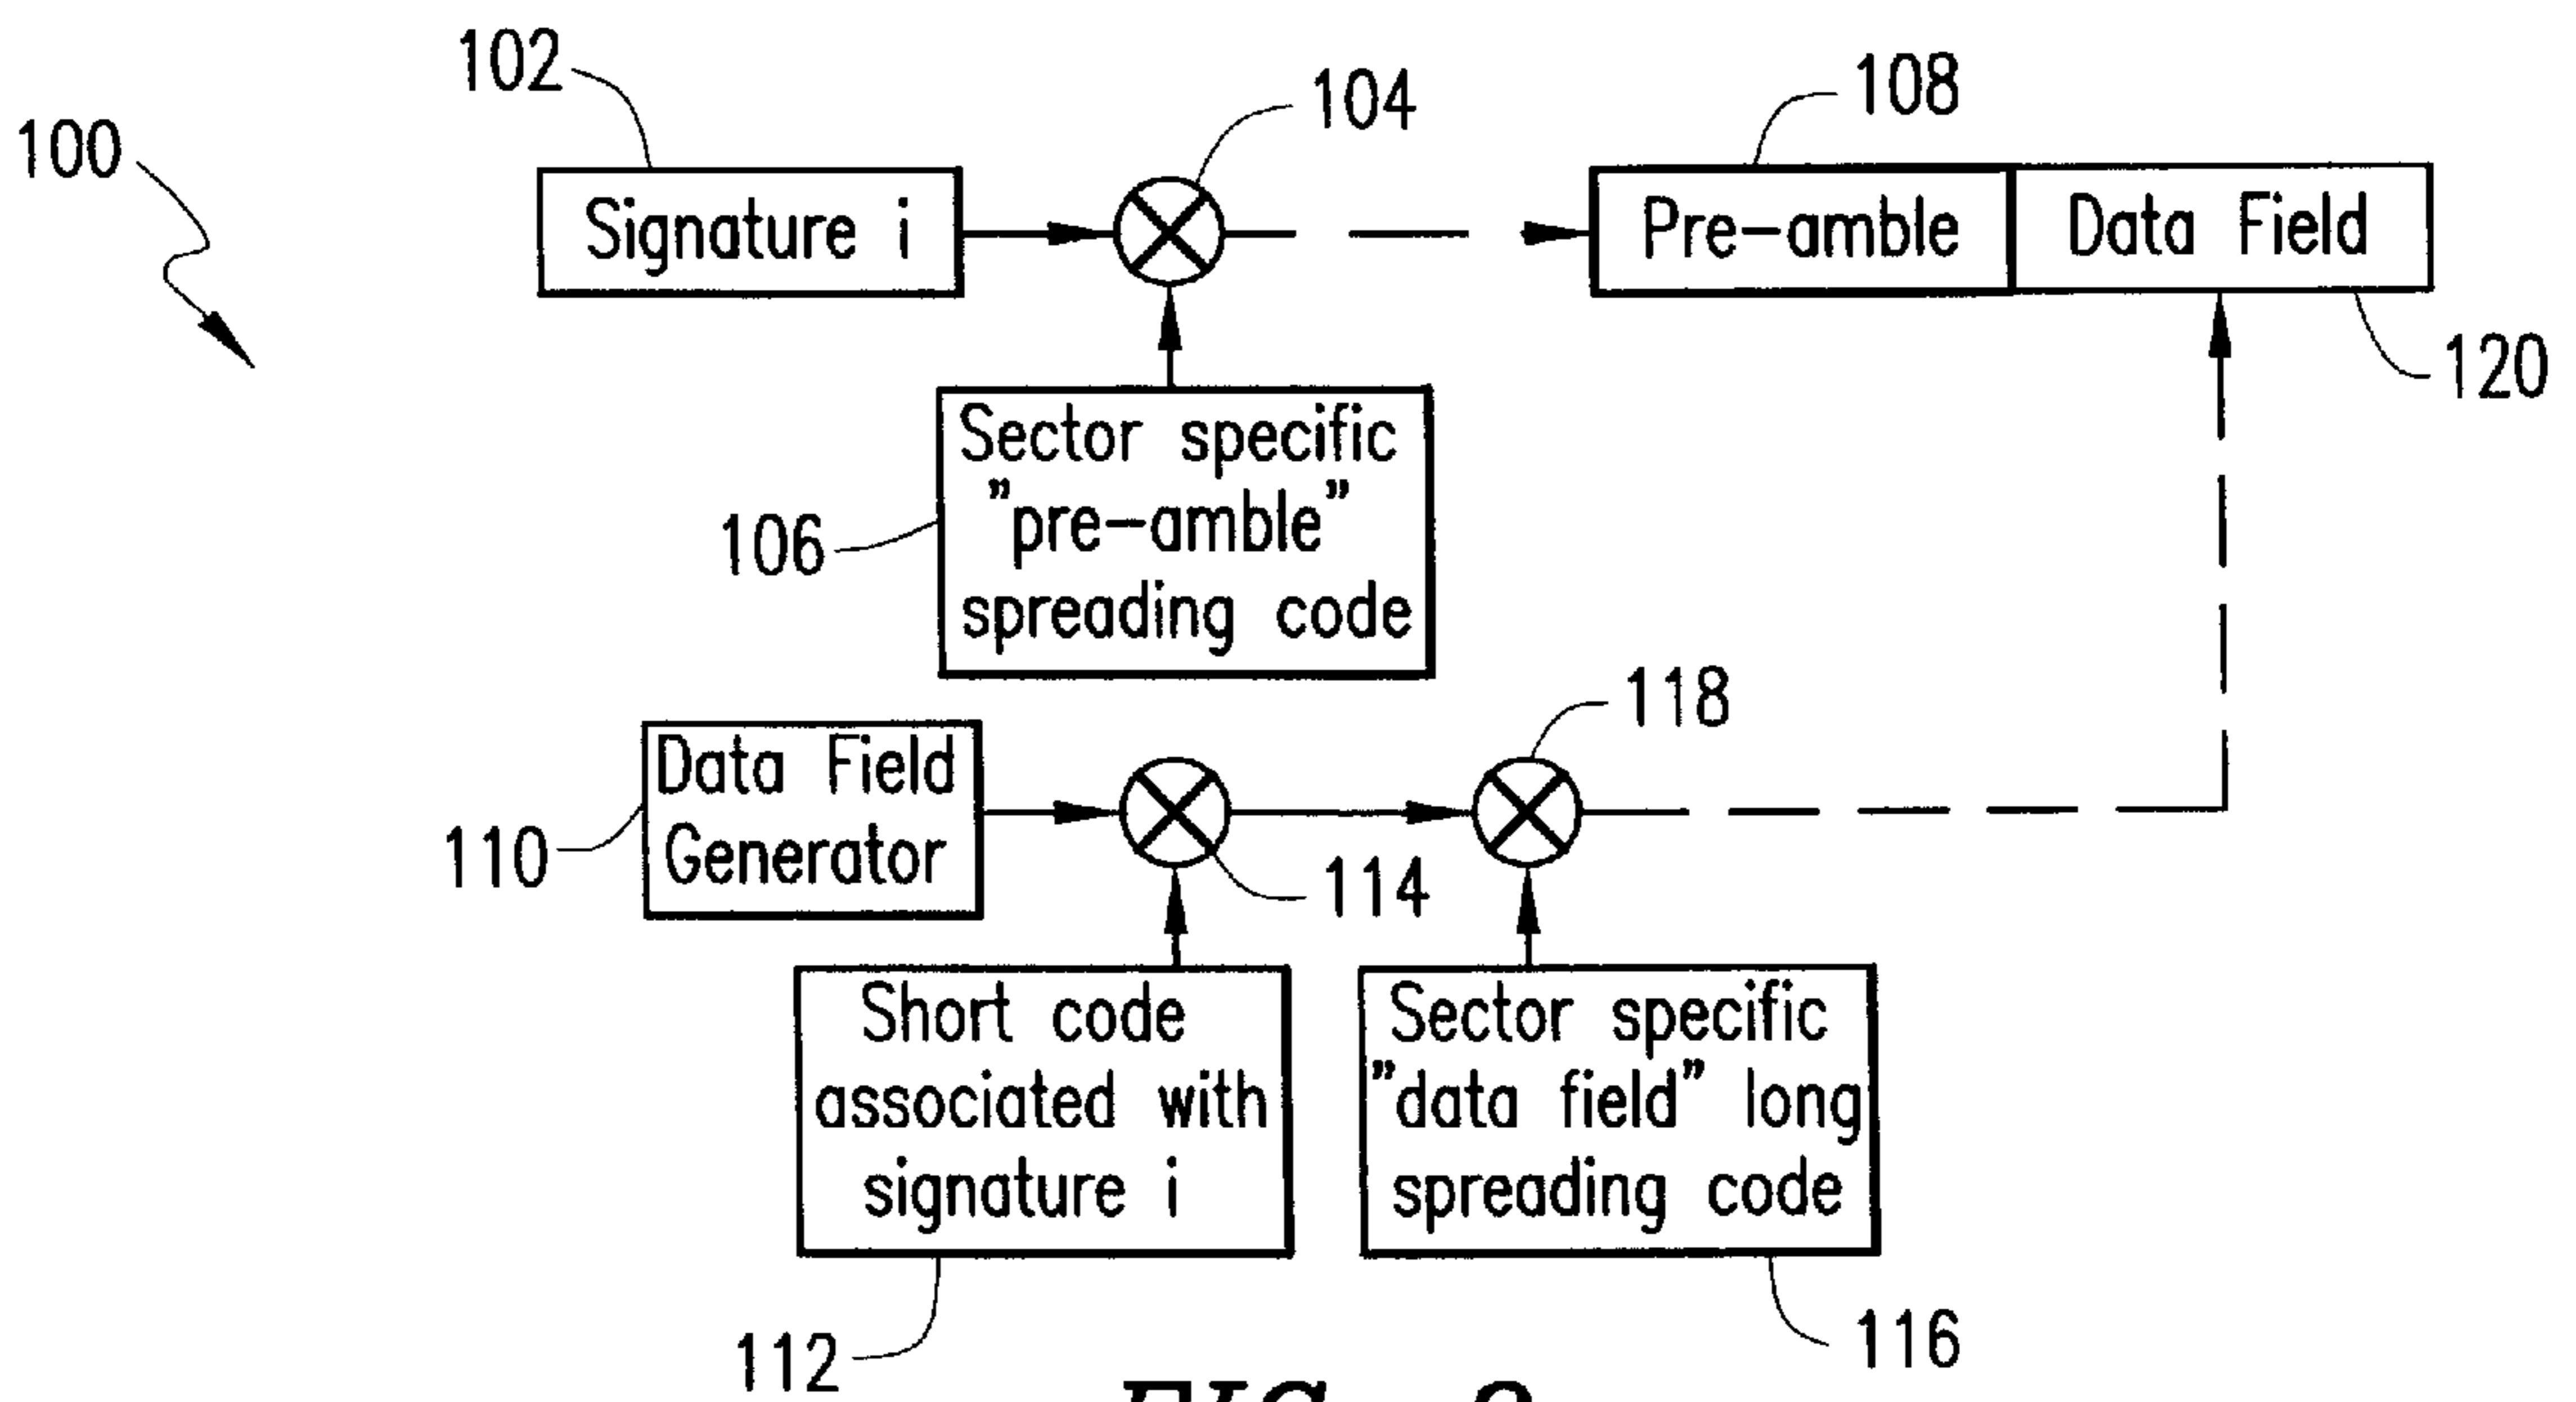 102
104
108
100
Signature i
Pre-amble
Data Field
120
Sector specific
"pre-amble"
spreading code
106
118
Data Field
Generator
110
114
Short code
associated with
signature i
Sector specific
"data field" long
spreading code
112
116